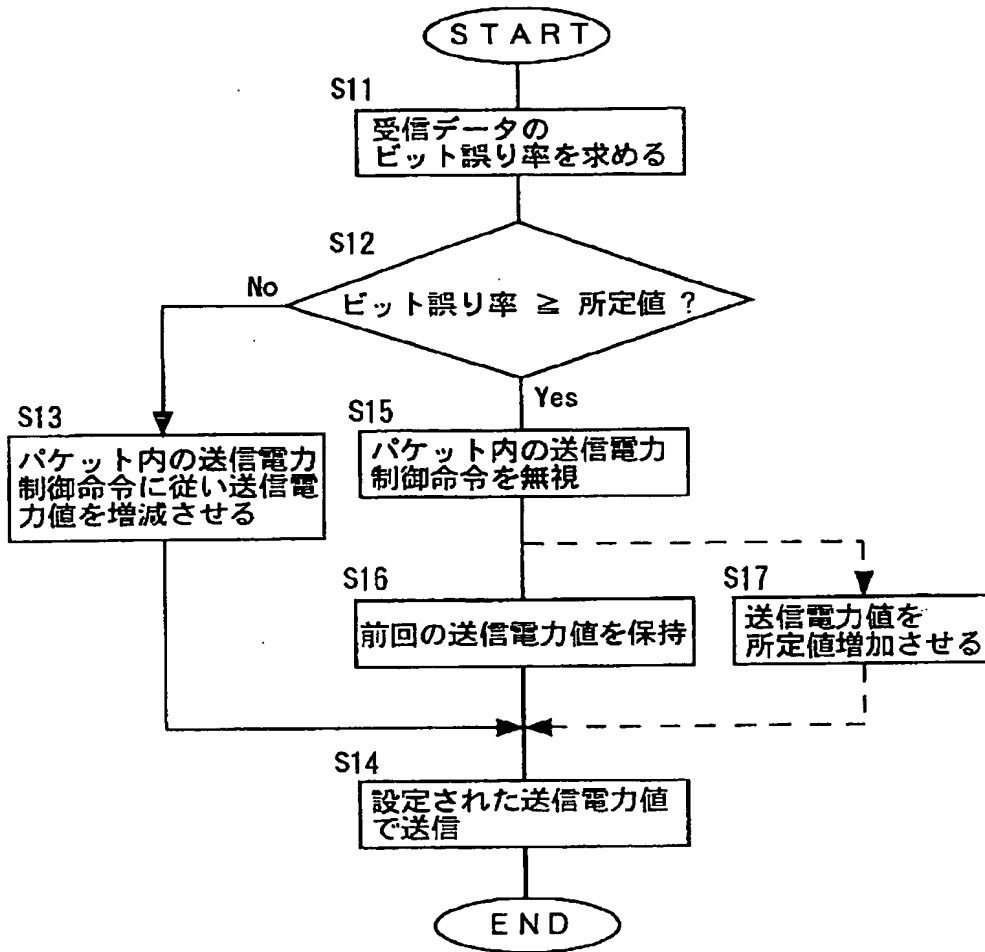 START
S11
受信データの
ビット誤り率を求める
S12
ビット誤り率 ≧ 所定値 ?
No
Yes
S13
パケット内の送信電力
制御命令に従い送信電
力値を増減させる
S15
パケット内の送信電力
制御命令を無視
S16
前回の送信電力値を保持
S17
送信電力値を
所定値増加させる
S14
設定された送信電力値
で送信
END